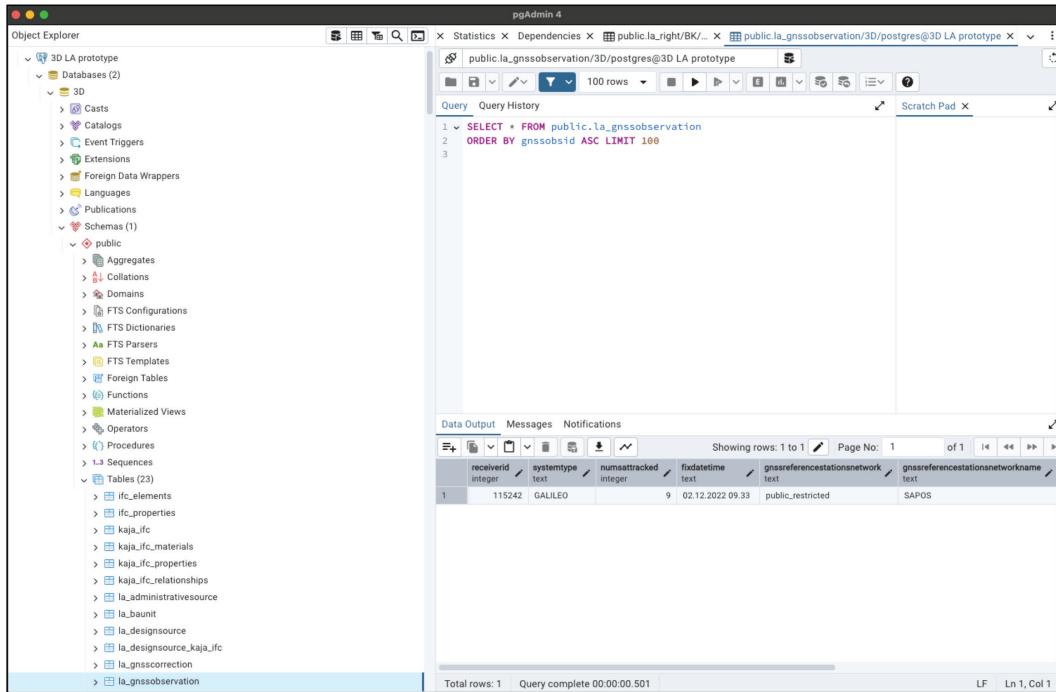 pgAdmin 4
Object Explorer
Statistics Dependencies public.la_right/BK/... public.la_gnssobservation/3D/postgres@3D LA prototype
3D LA prototype
Databases (2)
3D
Casts
Catalogs
Event Triggers
Extensions
Foreign Data Wrappers
Languages
Publications
Schemas (1)
public
Aggregates
Collations
Domains
FTS Configurations
FTS Dictionaries
FTS Parsers
FTS Templates
Foreign Tables
Functions
Materialized Views
Operators
Procedures
1..3 Sequences
Tables (23)
ifc_elements
ifc_properties
kaja_ifc
kaja_ifc_materials
kaja_ifc_properties
kaja_ifc_relationships
la_administrativesource
la_baunit
la_designsource
la_designsource_kaja_ifc
la_gnsscorrection
la_gnssobservation
public.la_gnssobservation/3D/postgres@3D LA prototype
100 rows
Query Query History
Scratch Pad
1 SELECT * FROM public.la_gnssobservation
2 ORDER BY gnssobsid ASC LIMIT 100
3
Data Output Messages Notifications
Showing rows: 1 to 1 Page No: 1 of 1
receiverid systemtype numsattracked fixdatetime gnssreferencestationsnetwork gnssreferencestationsnetworkname
integer text integer text text text
1 115242 GALILEO 9 02.12.2022 09.33 public_restricted SAPOS
Total rows: 1 Query complete 00:00:00.501 LF Ln 1, Col 1